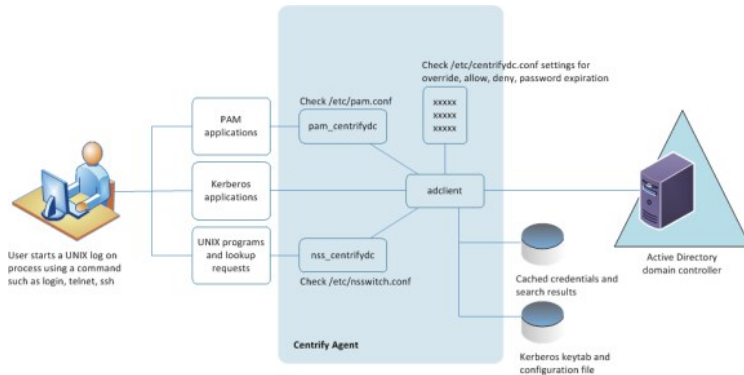 Check /etc/centrifydc.conf settings for
override, allow, deny, password expiration
Check /etc/pam.conf
PAM
applications
pam_centrifydc
xxxxx
xxxxx
xxxxx
Kerberos
applications
adclient
UNIX programs
and lookup
requests
nss_centrifydc
Check /etc/nsswitch.conf
User starts a UNIX log on
process using a command
such as login, telnet, ssh
Active Directory
domain controller
Cached credentials and
search results
Centrify Agent
Kerberos keytab and
configuration file